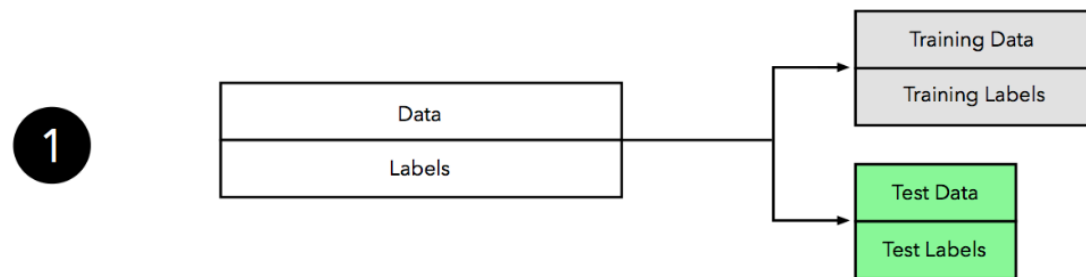 1
Data
Labels
Training Data
Training Labels
Test Data
Test Labels